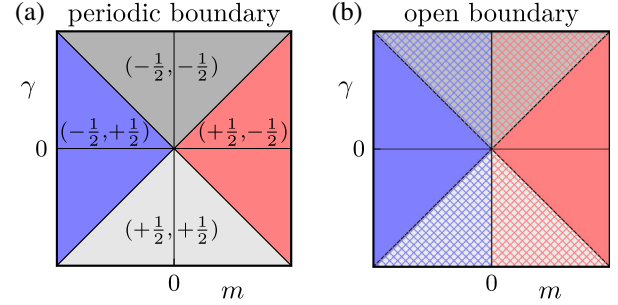 (a) periodic boundary
(b) open boundary
(−1/2, −1/2)
γ
γ
(−1/2, +1/2)
(+1/2, −1/2)
0
0
(+1/2, +1/2)
0
m
0
m